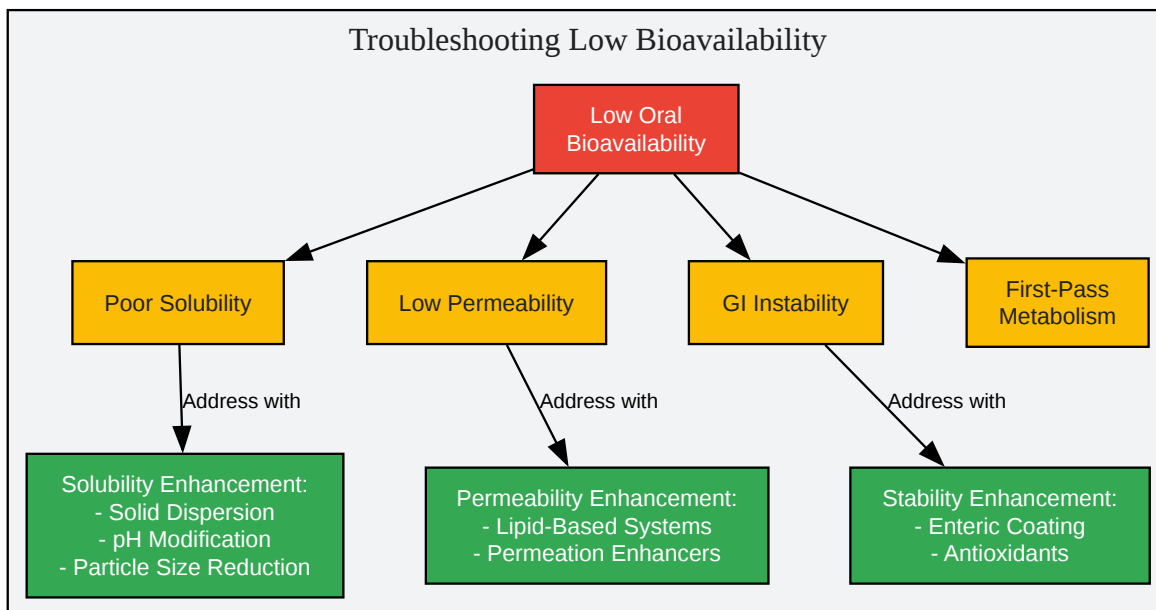 Troubleshooting Low Bioavailability
Low Oral
Bioavailability
Poor Solubility
Low Permeability
GI Instability
First-Pass
Metabolism
Address with
Address with
Address with
Solubility Enhancement:
- Solid Dispersion
- pH Modification
- Particle Size Reduction
Permeability Enhancement:
- Lipid-Based Systems
- Permeation Enhancers
Stability Enhancement:
- Enteric Coating
- Antioxidants